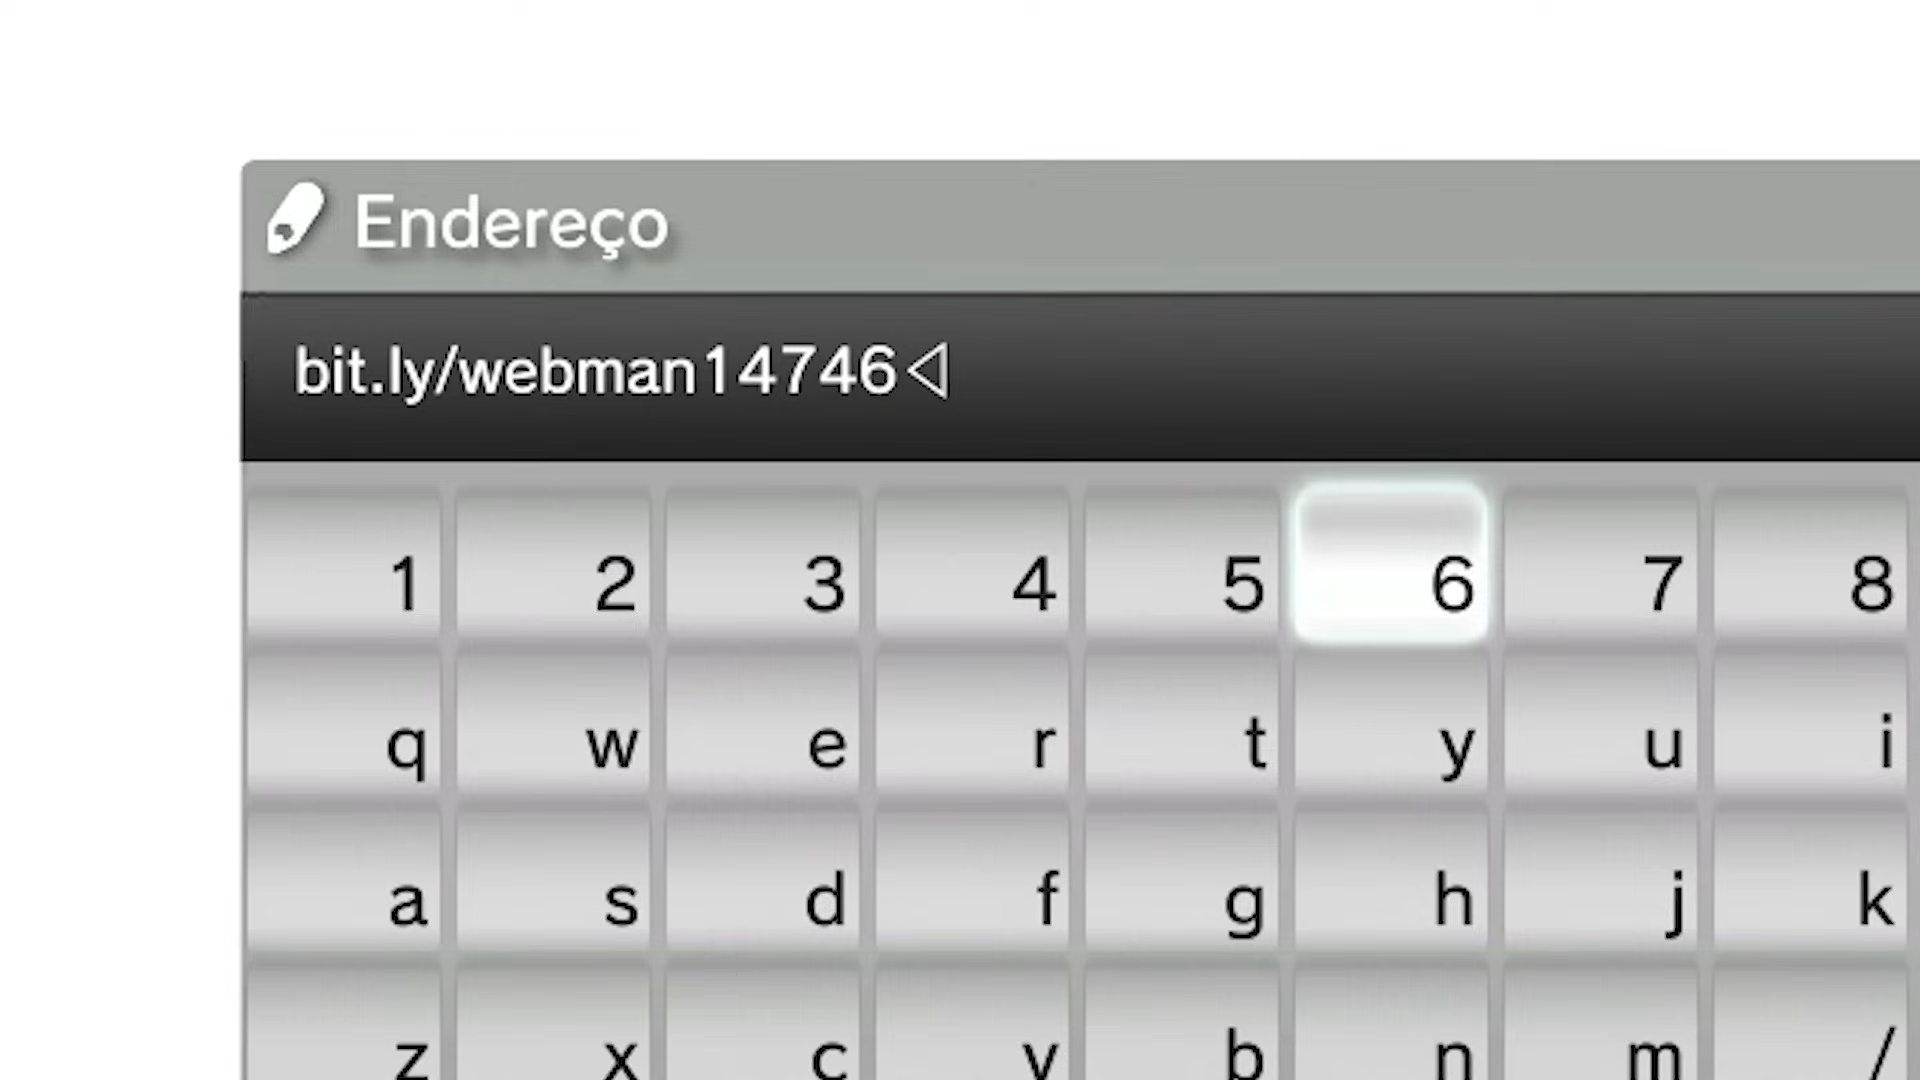 Endereço
bit.ly/webman14746
1 2 3 4 5 6 7 8
q w e r t y u i
a s d f g h j k
z x c v b n m /